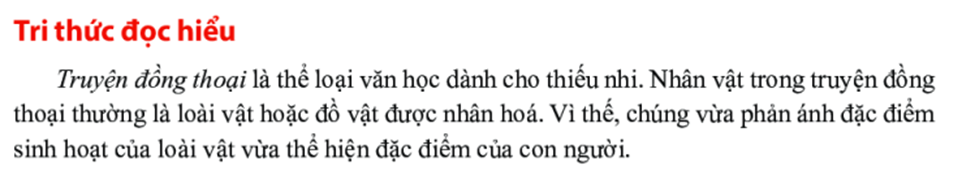 Tri thức đọc hiểu
Truyện đồng thoại là thể loại văn học dành cho thiếu nhi. Nhân vật trong truyện đồng
thoại thường là loài vật hoặc đồ vật được nhân hoá. Vì thế, chúng vừa phản ánh đặc điểm
sinh hoạt của loài vật vừa thể hiện đặc điểm của con người.